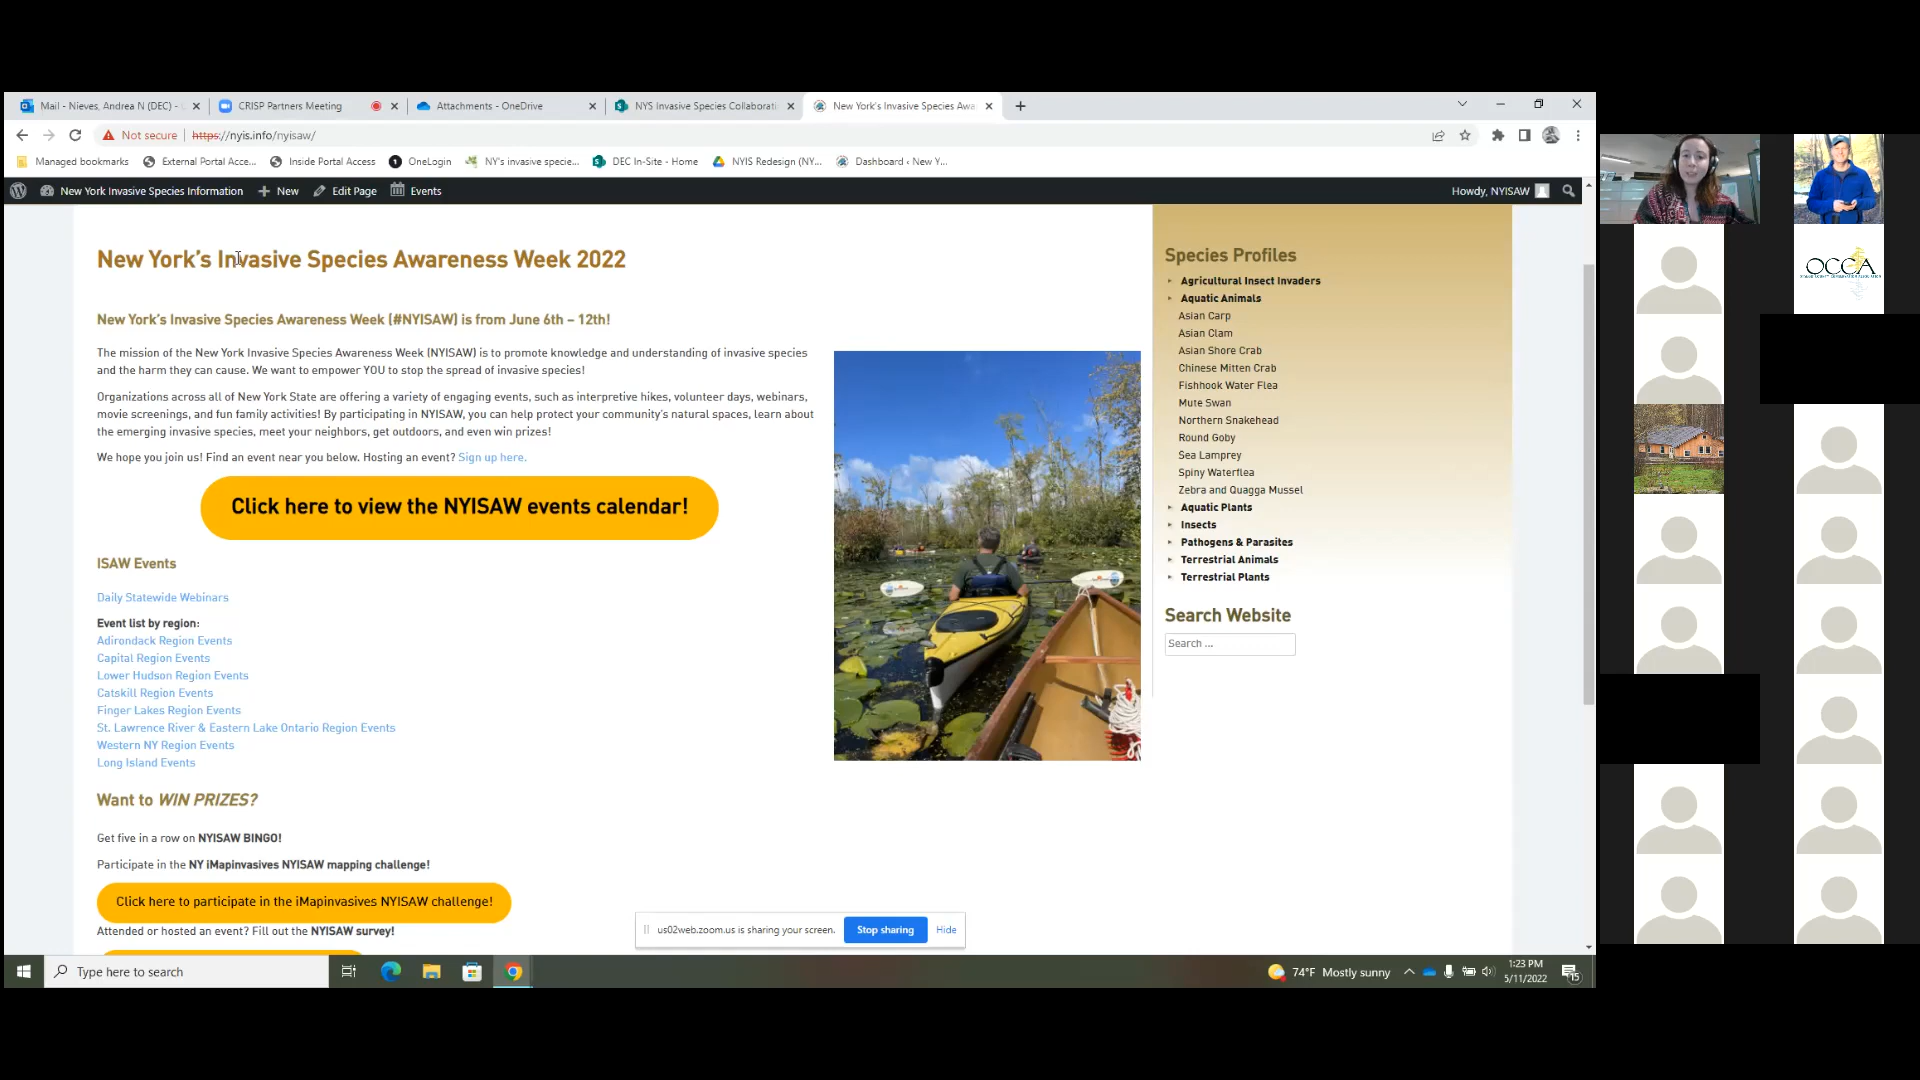 Mail - Nieves, Andrea N (DEC) -
CRISP Partners Meeting
Attachments - OneDrive
NYS Invasive Species Collaborati
New York's Invasive Species Awa
Not secure
https://nyis.info/nyisaw/
Managed bookmarks
External Portal Acce...
Inside Portal Access
OneLogin
NY's invasive specie...
DEC In-Site - Home
NYIS Redesign (NY...
Dashboard ‹ New Y...
New York Invasive Species Information
New
Edit Page
Events
Howdy, NYISAW
New York's Invasive Species Awareness Week 2022
New York's Invasive Species Awareness Week (#NYISAW) is from June 6th – 12th!
The mission of the New York Invasive Species Awareness Week (NYISAW) is to promote knowledge and understanding of invasive species
and the harm they can cause. We want to empower YOU to stop the spread of invasive species!
Organizations across all of New York State are offering a variety of engaging events, such as interpretive hikes, volunteer days, webinars,
movie screenings, and fun family activities! By participating in NYISAW, you can help protect your community's natural spaces, learn about
the emerging invasive species, meet your neighbors, get outdoors, and even win prizes!
We hope you join us! Find an event near you below. Hosting an event? Sign up here.
Click here to view the NYISAW events calendar!
ISAW Events
Daily Statewide Webinars
Event list by region:
Adirondack Region Events
Capital Region Events
Lower Hudson Region Events
Catskill Region Events
Finger Lakes Region Events
St. Lawrence River & Eastern Lake Ontario Region Events
Western NY Region Events
Long Island Events
Want to WIN PRIZES?
Get five in a row on NYISAW BINGO!
Participate in the NY iMapinvasives NYISAW mapping challenge!
Click here to participate in the iMapinvasives NYISAW challenge!
Attended or hosted an event? Fill out the NYISAW survey!
Species Profiles
Agricultural Insect Invaders
Aquatic Animals
Asian Carp
Asian Clam
Asian Shore Crab
Chinese Mitten Crab
Fishhook Water Flea
Mute Swan
Northern Snakehead
Round Goby
Sea Lamprey
Spiny Waterflea
Zebra and Quagga Mussel
Aquatic Plants
Insects
Pathogens & Parasites
Terrestrial Animals
Terrestrial Plants
Search Website
Search ...
us02web.zoom.us is sharing your screen.
Stop sharing
Hide
Type here to search
74°F Mostly sunny
1:23 PM
5/11/2022
15
OCCA